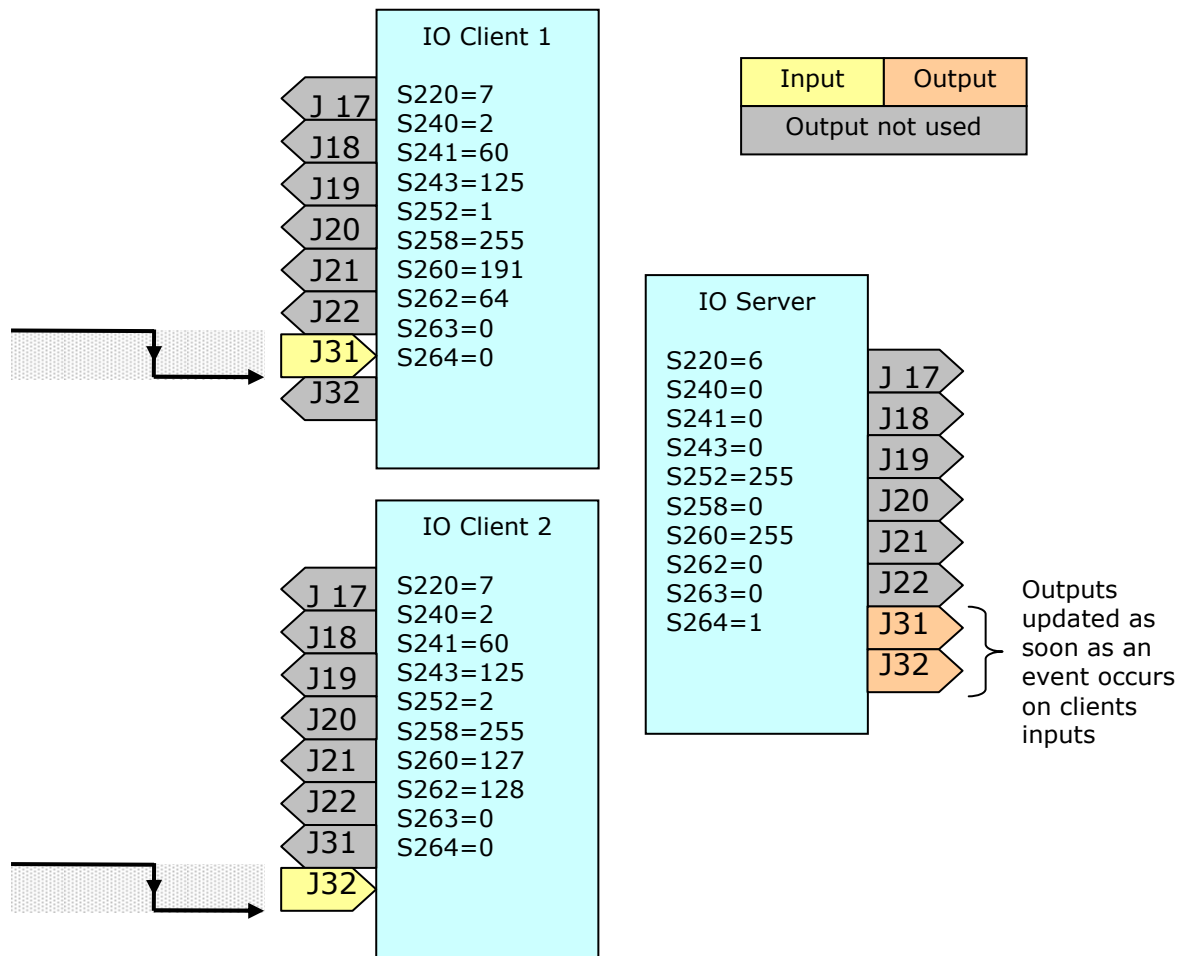 IO Client 1
J 17
J18
J19
J20
J21
J22
J31
J32
S220=7
S240=2
S241=60
S243=125
S252=1
S258=255
S260=191
S262=64
S263=0
S264=0
Input
Output
Output not used
IO Server
S220=6
S240=0
S241=0
S243=0
S252=255
S258=0
S260=255
S262=0
S263=0
S264=1
J 17
J18
J19
J20
J21
J22
J31
J32
Outputs
updated as
soon as an
event occurs
on clients
inputs
IO Client 2
J 17
J18
J19
J20
J21
J22
J31
J32
S220=7
S240=2
S241=60
S243=125
S252=2
S258=255
S260=127
S262=128
S263=0
S264=0